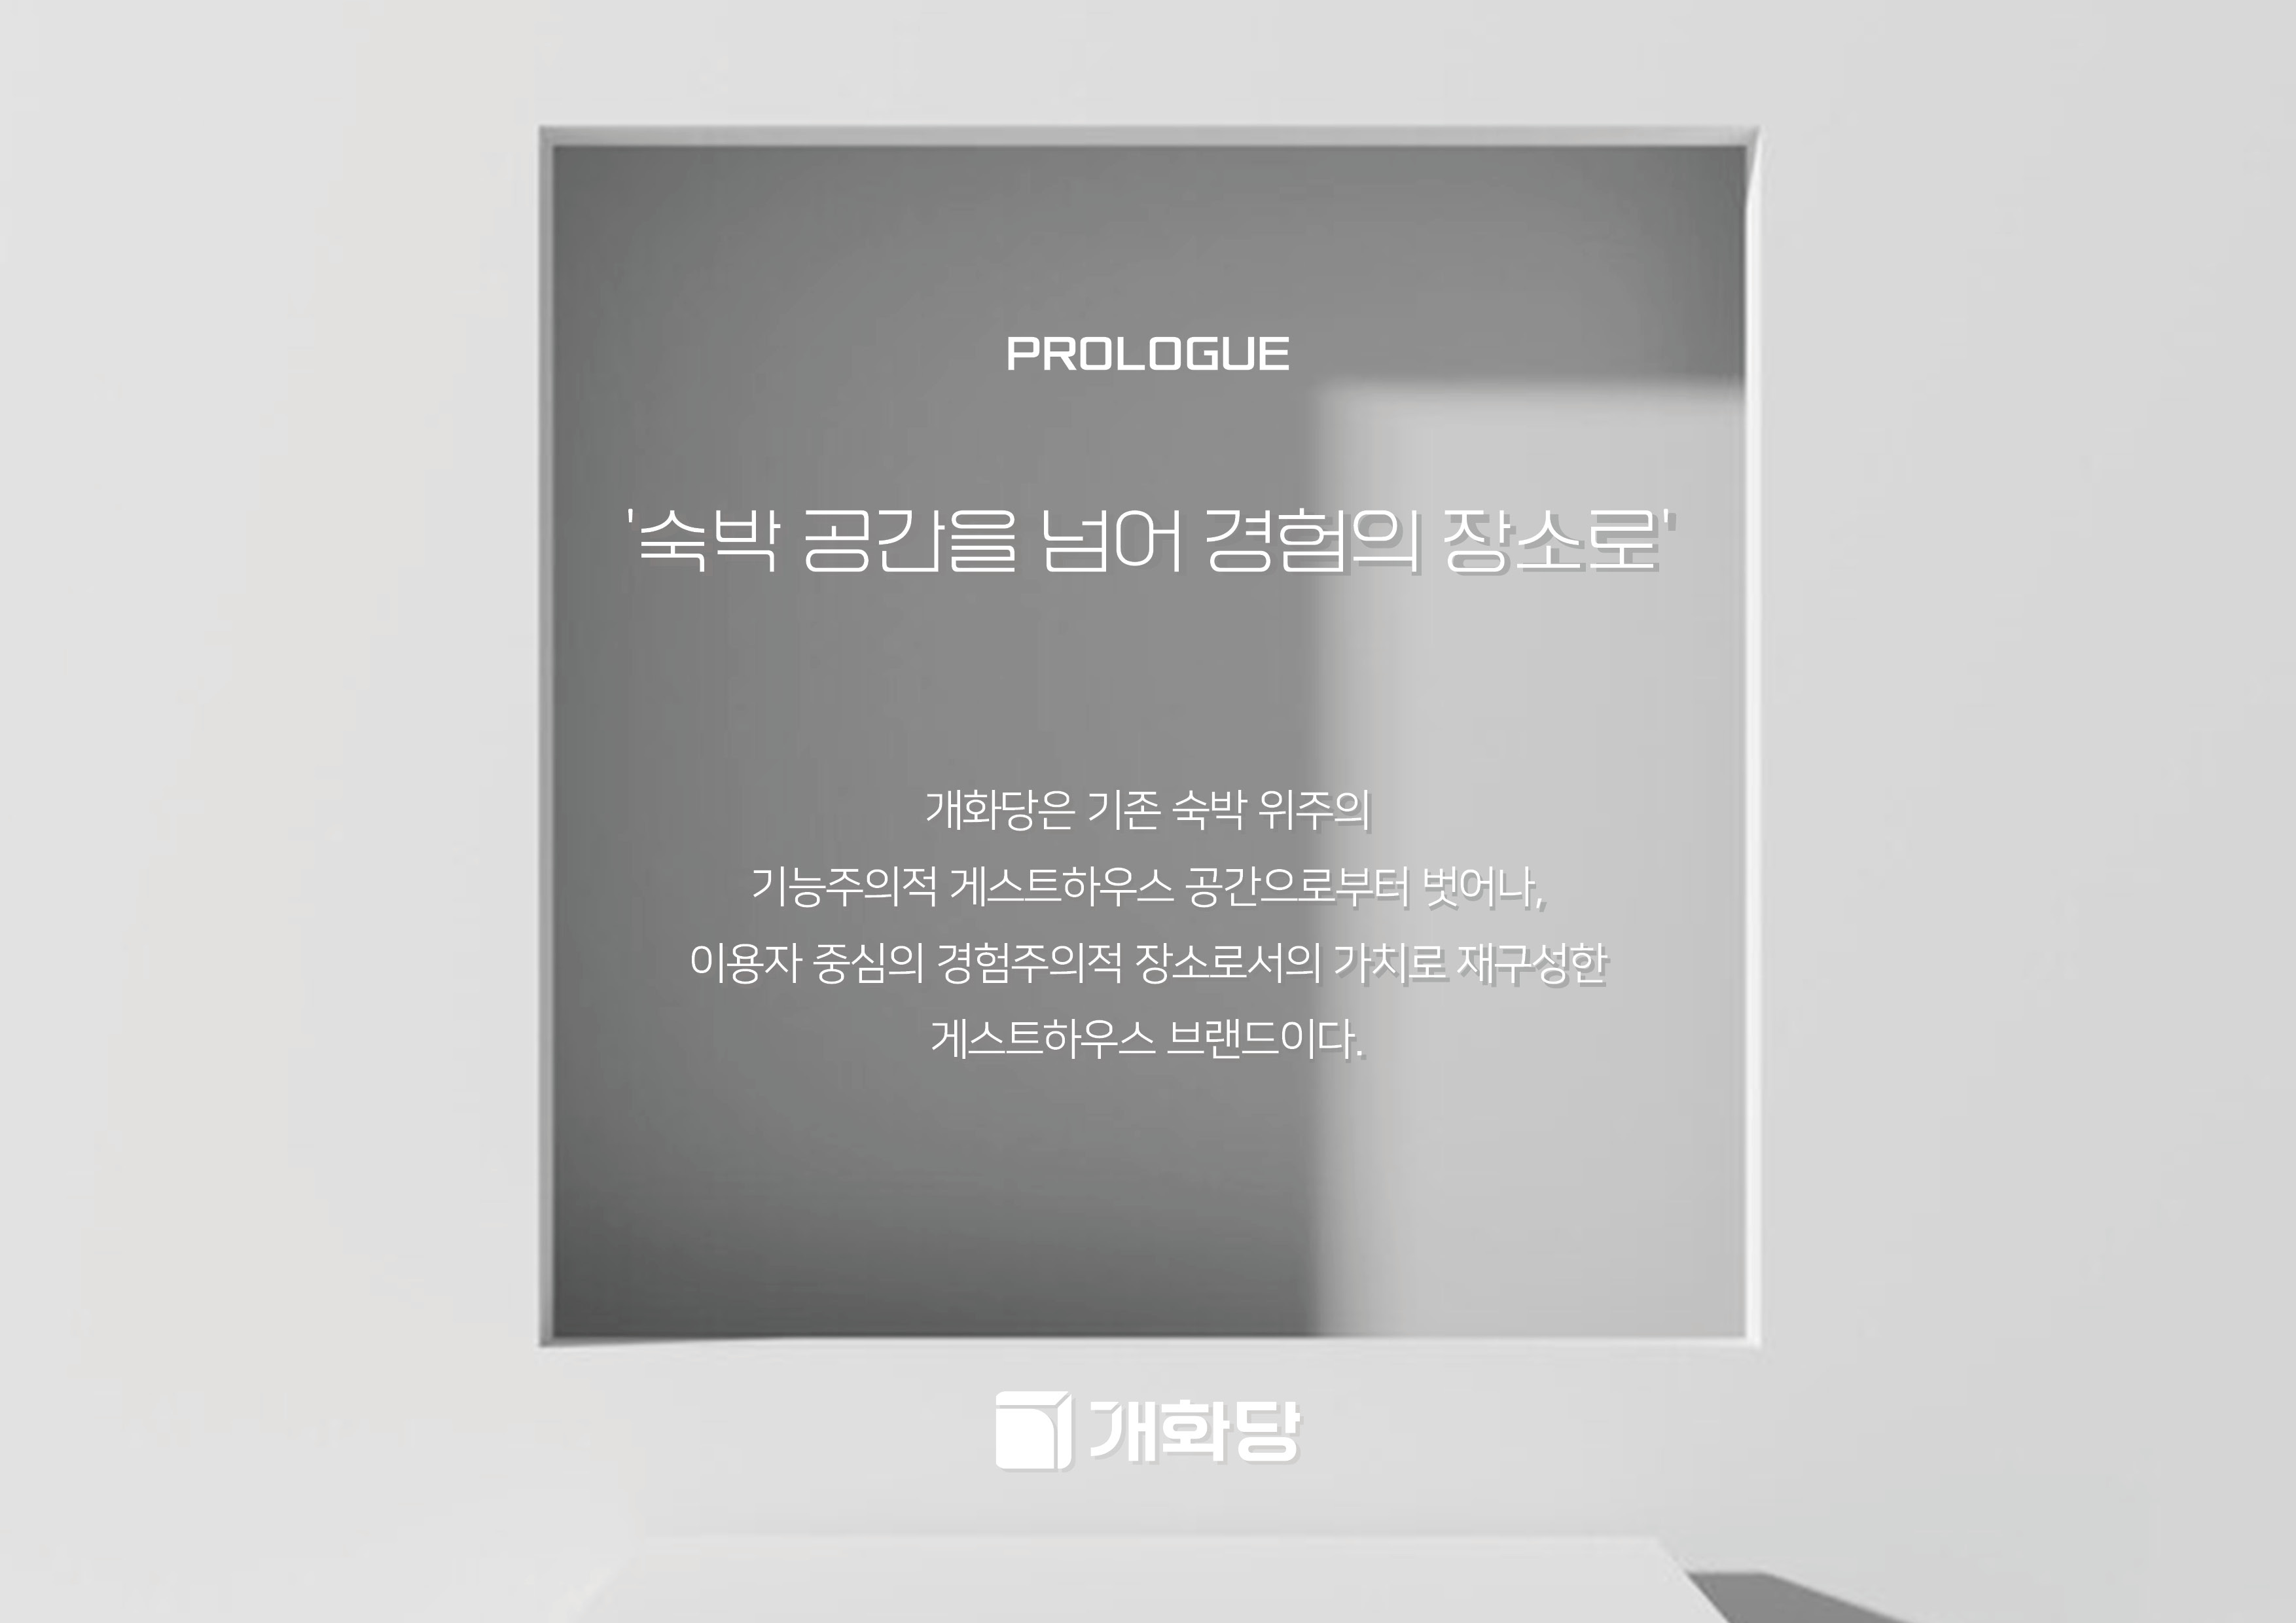 PROLOGUE
'숙박 공간을 넘어 경험의 장소로'
개화당은 기존 숙박 위주의
기능주의적 게스트하우스 공간으로부터 벗어나,
이용자 중심의 경험주의적 장소로서의 가치로 재구성한
게스트하우스 브랜드이다.
개화당